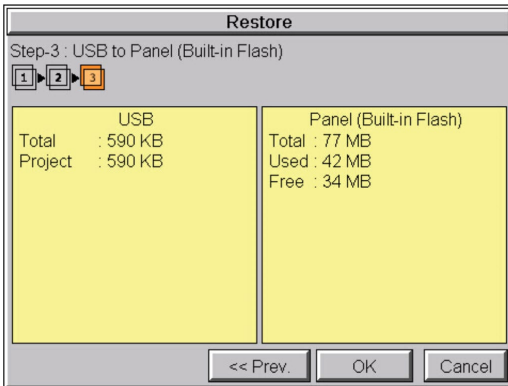 Restore
Step-3 : USB to Panel (Built-in Flash)
1 2 3
USB
Total : 590 KB
Project : 590 KB
Panel (Built-in Flash)
Total : 77 MB
Used : 42 MB
Free : 34 MB
<< Prev. OK Cancel